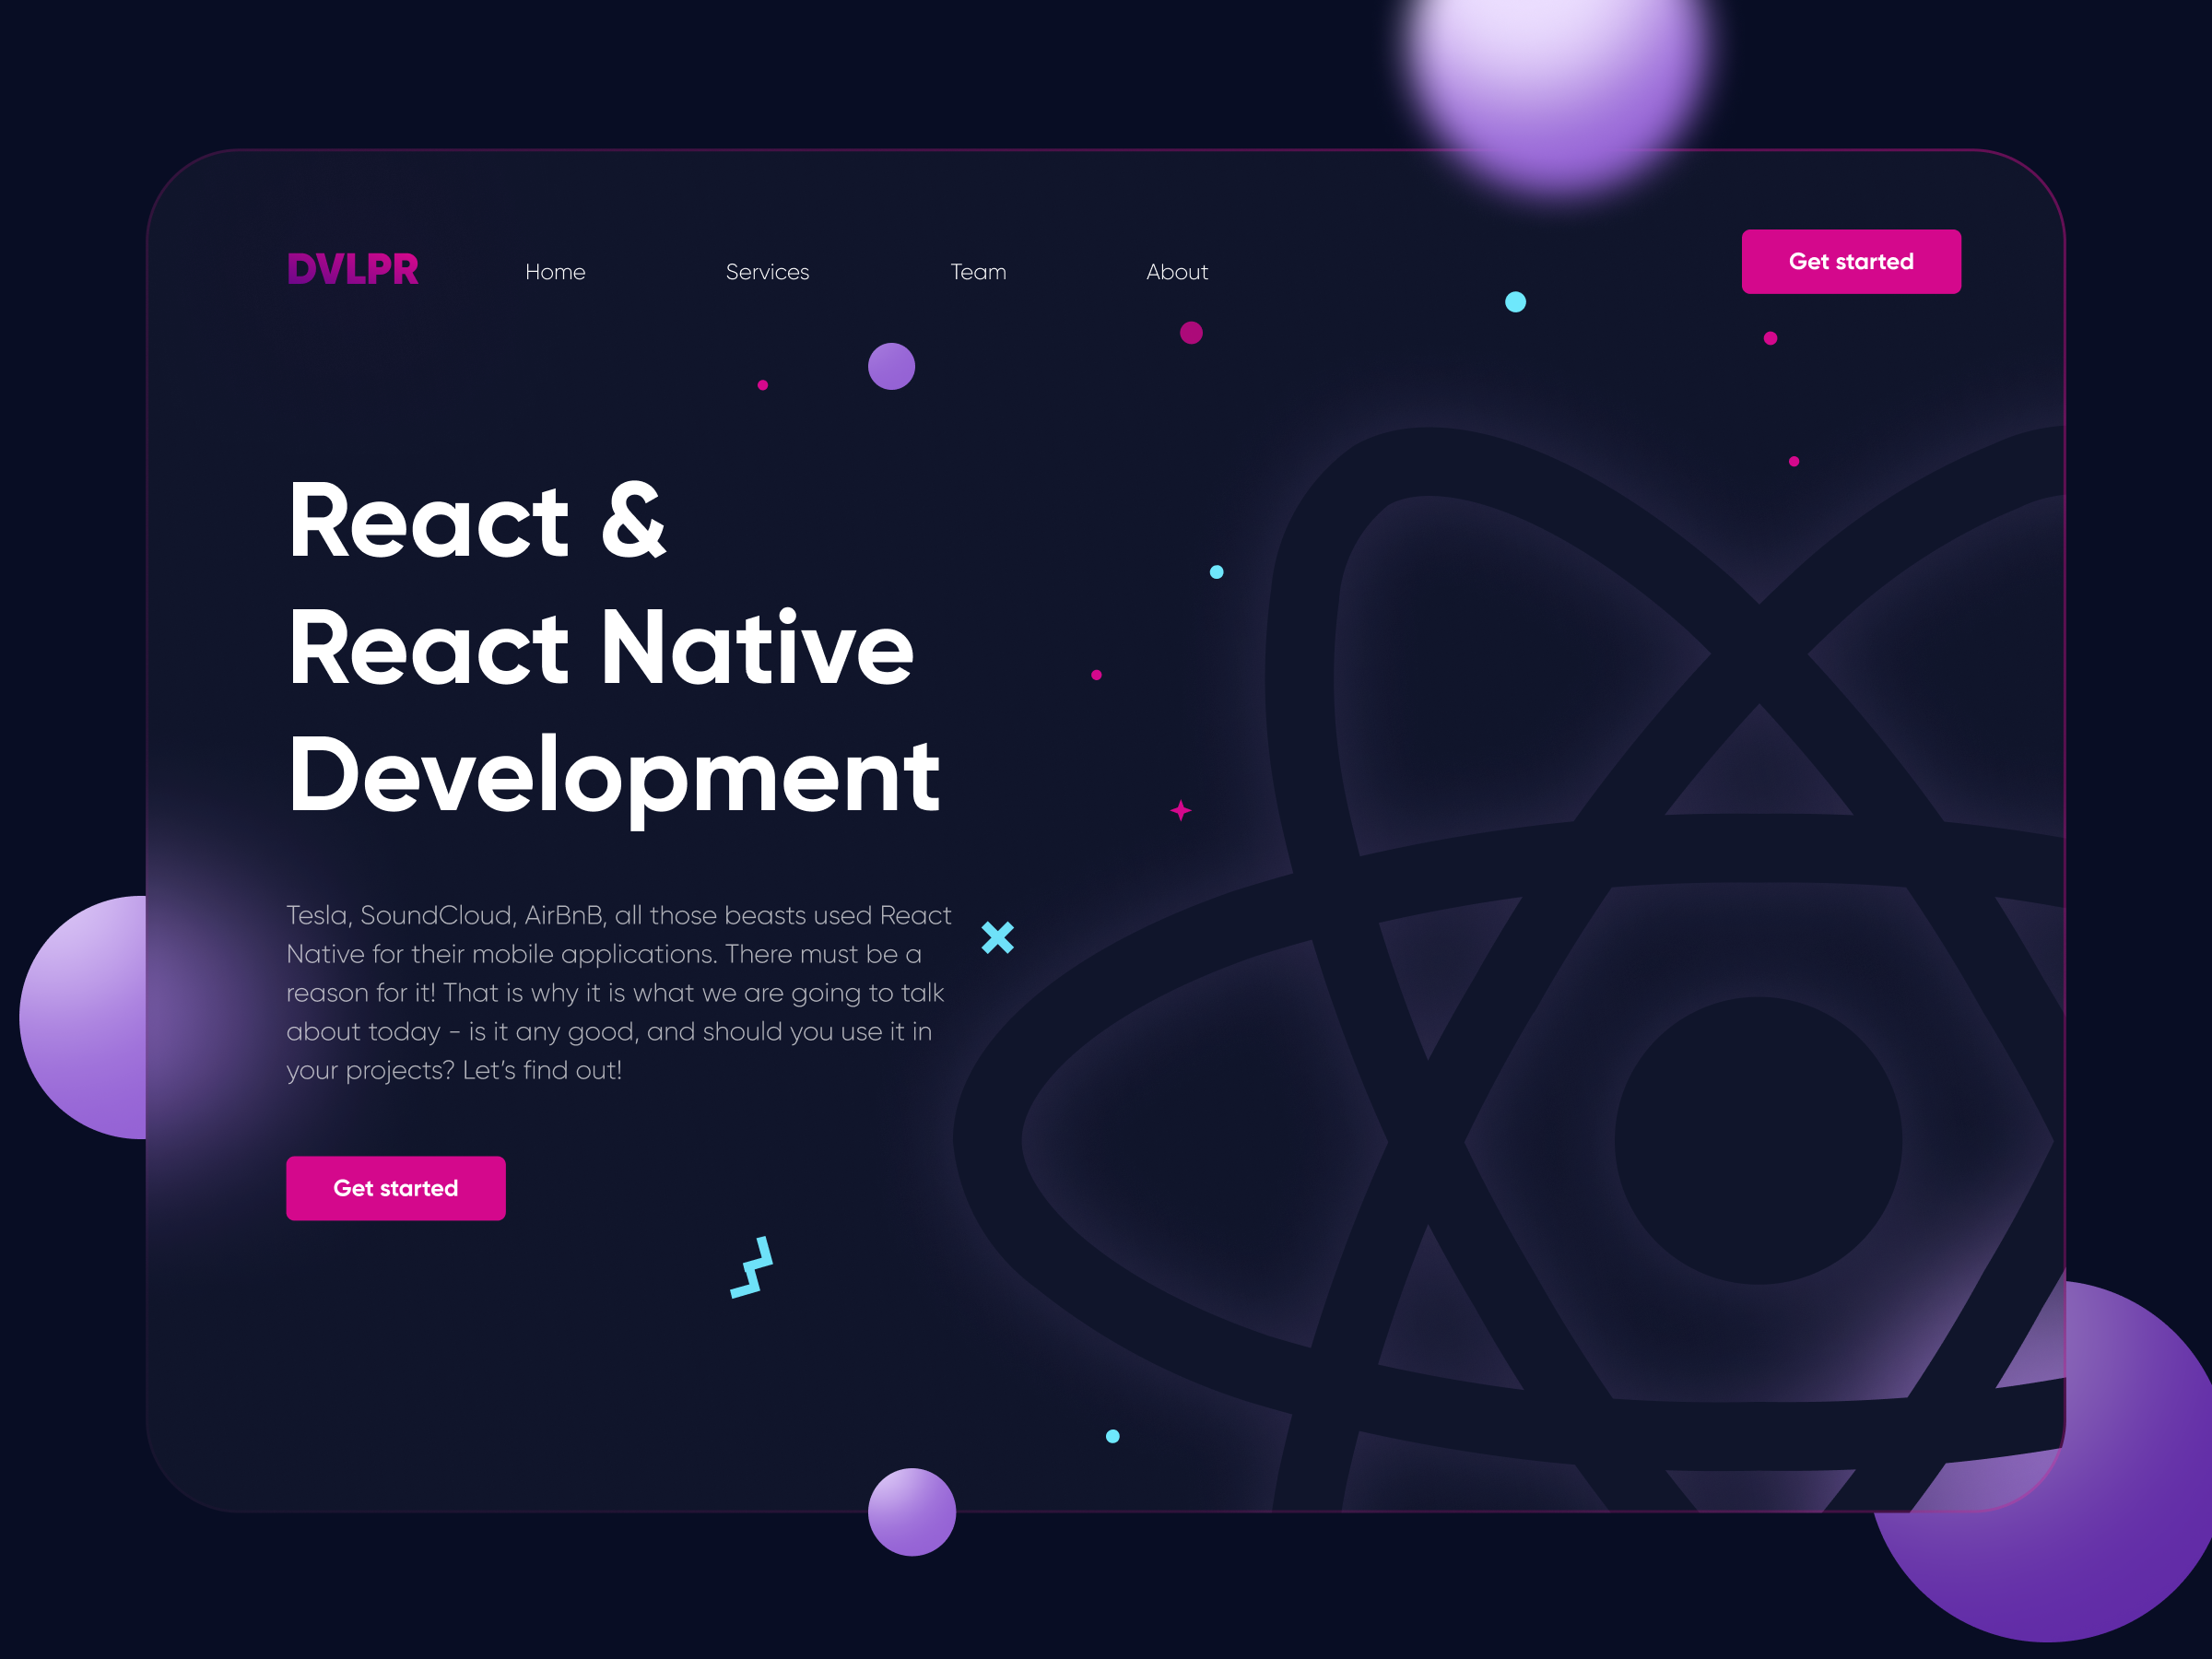 DVLPR
Home
Services
Team
About
Get started
React &
React Native
Development
Tesla, SoundCloud, AirBnB, all those beasts used React
Native for their mobile applications. There must be a
reason for it! That is why it is what we are going to talk
about today - is it any good, and should you use it in
your projects? Let’s find out!
Get started